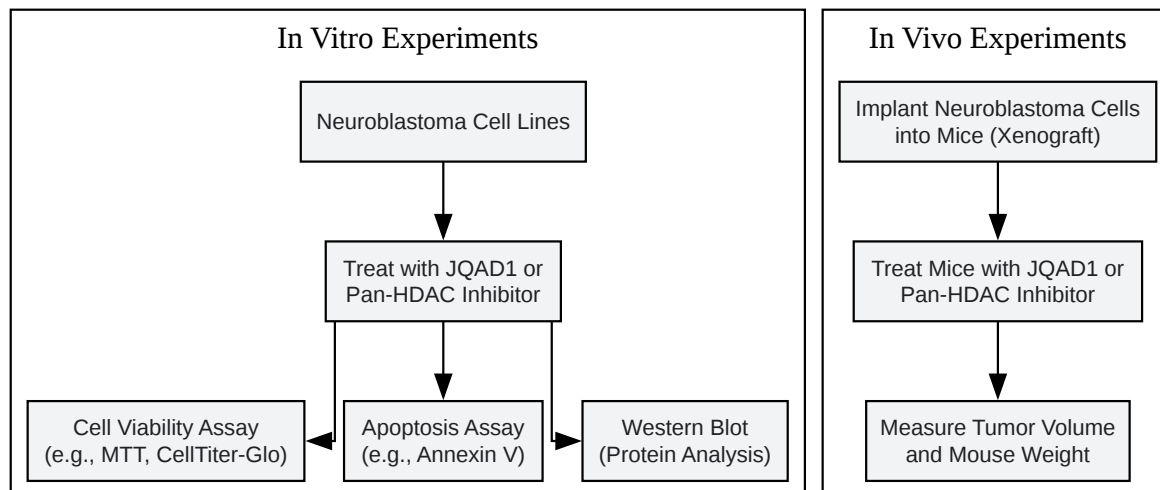 In Vitro Experiments
Neuroblastoma Cell Lines
Treat with JQAD1 or
Pan-HDAC Inhibitor
Cell Viability Assay
(e.g., MTT, CellTiter-Glo)
Apoptosis Assay
(e.g., Annexin V)
Western Blot
(Protein Analysis)
In Vivo Experiments
Implant Neuroblastoma Cells
into Mice (Xenograft)
Treat Mice with JQAD1 or
Pan-HDAC Inhibitor
Measure Tumor Volume
and Mouse Weight